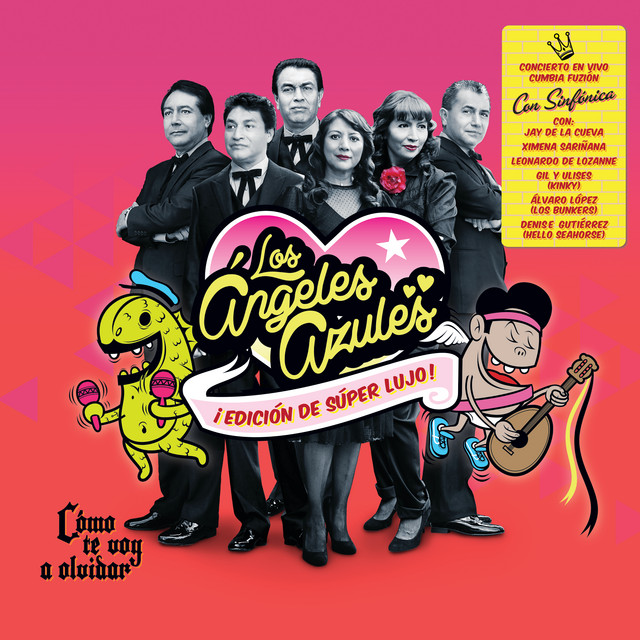 CONCIERTO EN VIVO
CUMBIA FUZIÓN
Con Sinfónica
CON:
JAY DE LA CUEVA
XIMENA SARIÑANA
LEONARDO DE LOZANNE
GIL Y ULISES
(KINKY)
ÁLVARO LÓPEZ
(LOS BUNKERS)
DENISE GUTIÉRREZ
(HELLO SEAHORSE)
Los
Ángeles
Azules
¡EDICIÓN DE SÚPER LUJO!
Cómo
te voy
a olvidar